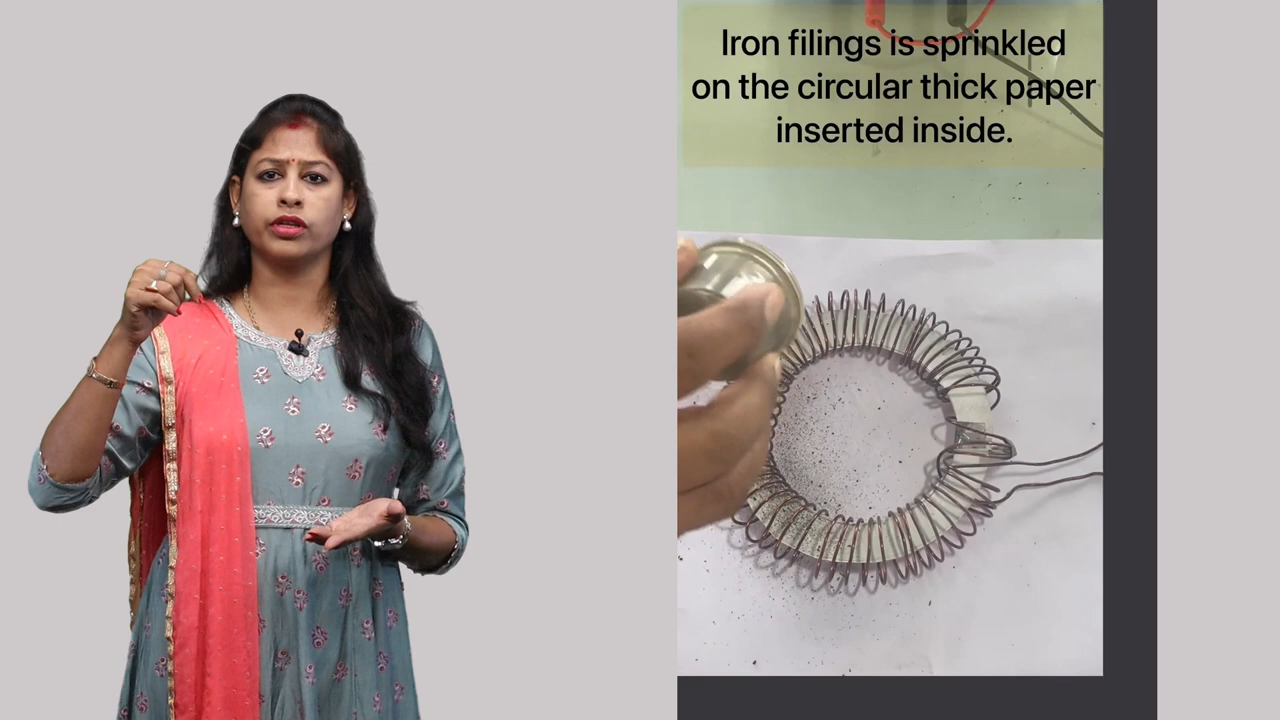 Iron filings is sprinkled
on the circular thick paper
inserted inside.